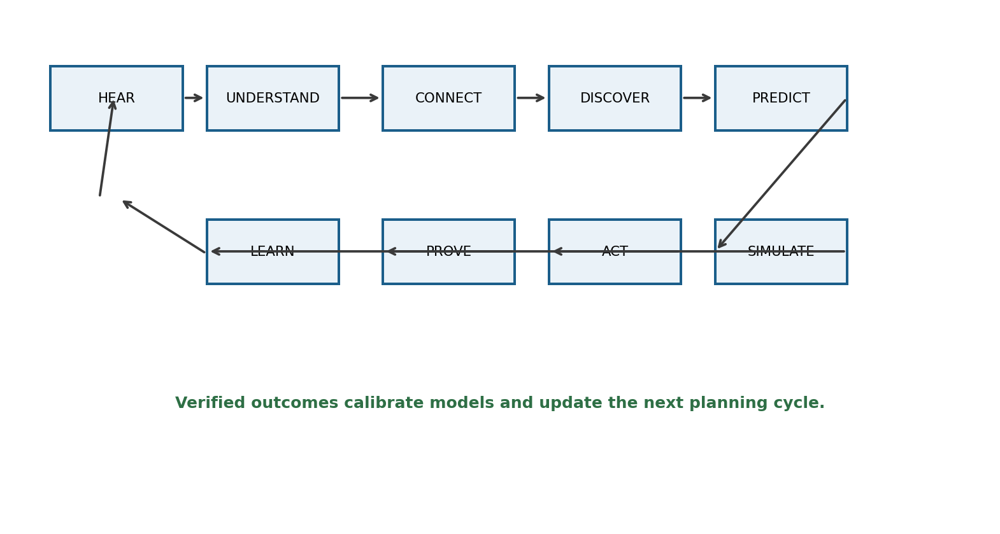 HEAR
UNDERSTAND
CONNECT
DISCOVER
PREDICT
LEARN
PROVE
ACT
SIMULATE
Verified outcomes calibrate models and update the next planning cycle.